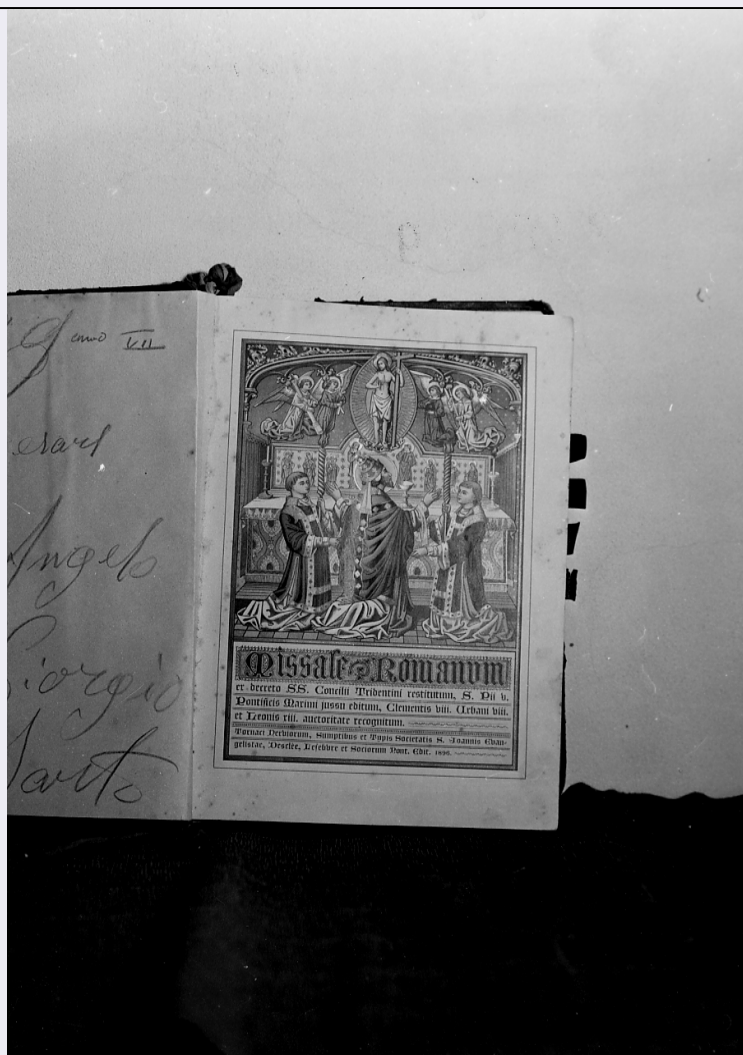 9 anno VII
Angelo
Giorgio
Sarto
Missale Romanum
ex decreto SS. Concilii Tridentini restitutum, S. Pii v.
Pontificis Maximi jussu editum, Clementis viii. Urbani viii.
et Leonis xiii. auctoritate recognitum.
Tornaci Nerviorum, Sumptibus et Typis Societatis S. Joannis Evan-
gelistae, Desclée, Lefebvre et Sociorum Pont. Edit. 1896.